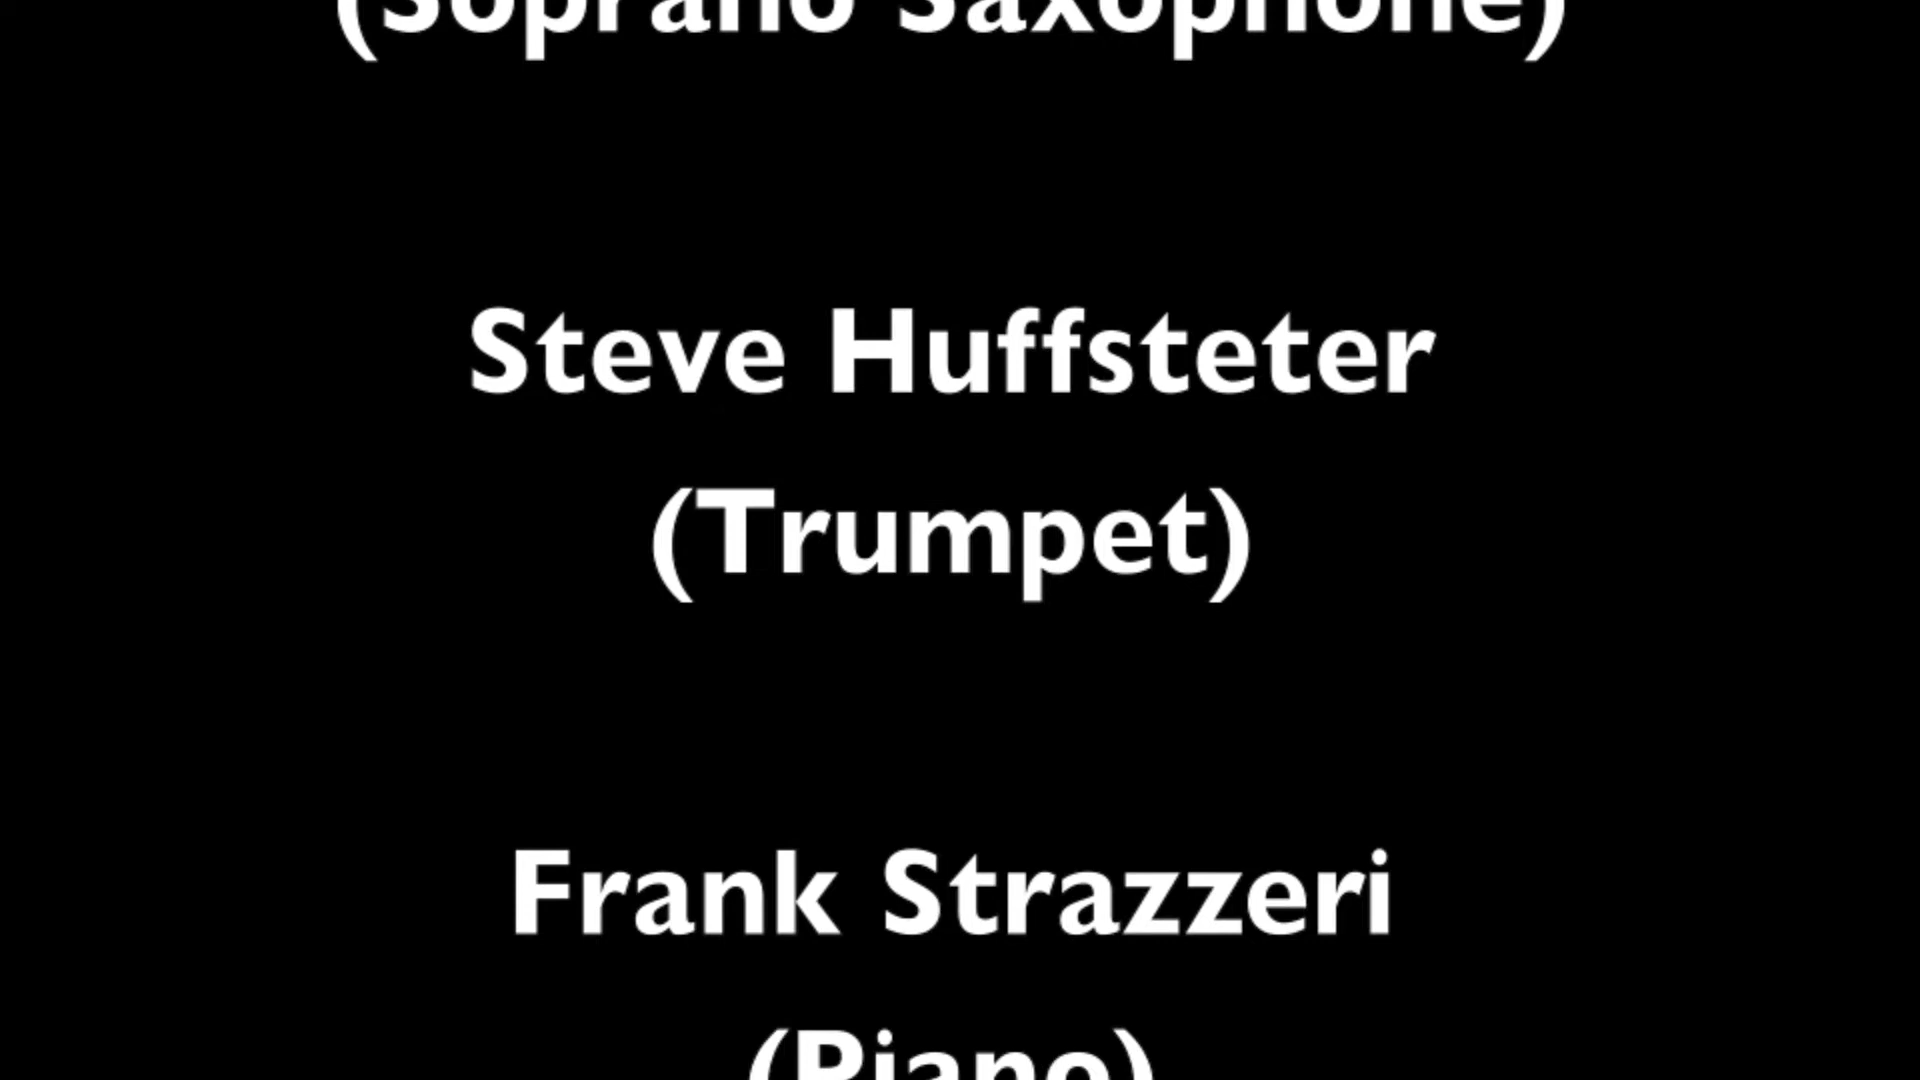 (Soprano Saxophone)
Steve Huffsteter
(Trumpet)
Frank Strazzeri
(Piano)